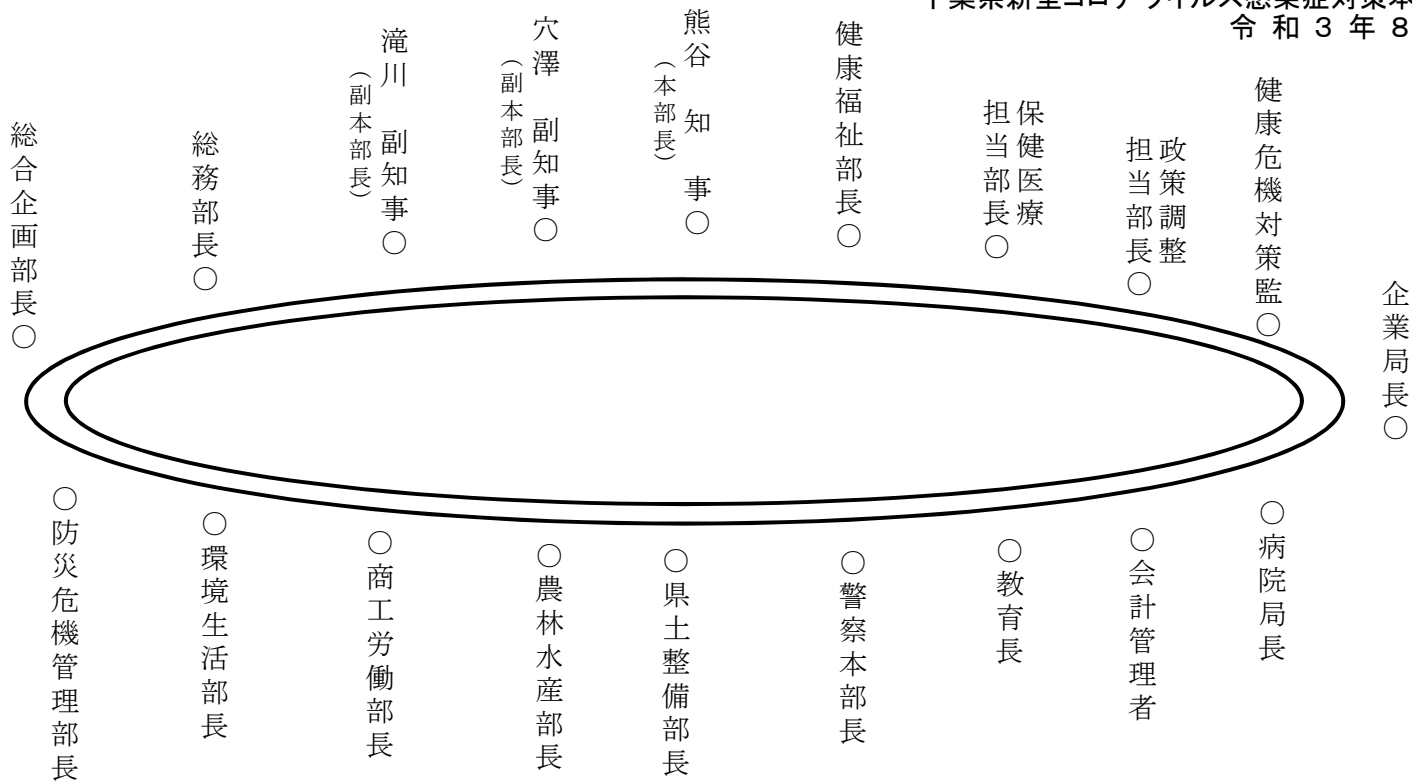 千葉県新型コロナウイルス感染症対策本
令 和 ３ 年 ８
企業局長○
健康危機対策監○
政策調整
担当部長○
保健医療
担当部長○
健康福祉部長○
熊谷 知 事○
（本部長）
穴澤 副知事○
（副本部長）
滝川 副知事○
（副本部長）
総務部長○
総合企画部長○
○病院局長
○会計管理者
○教育長
○警察本部長
○県土整備部長
○農林水産部長
○商工労働部長
○環境生活部長
○防災危機管理部長